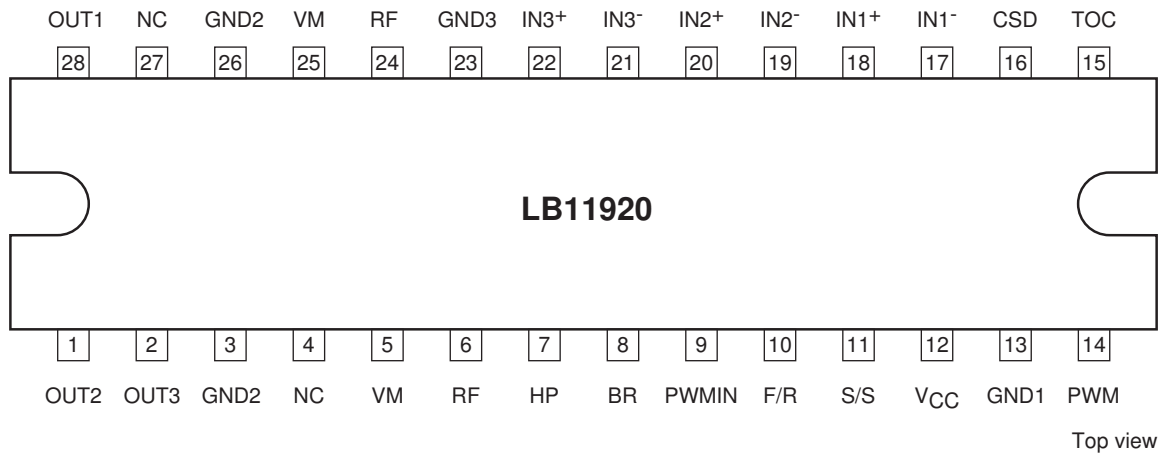 OUT1 NC GND2 VM RF GND3 IN3+ IN3- IN2+ IN2- IN1+ IN1- CSD TOC
28 27 26 25 24 23 22 21 20 19 18 17 16 15
LB11920
1 2 3 4 5 6 7 8 9 10 11 12 13 14
OUT2 OUT3 GND2 NC VM RF HP BR PWMIN F/R S/S VCC GND1 PWM
Top view